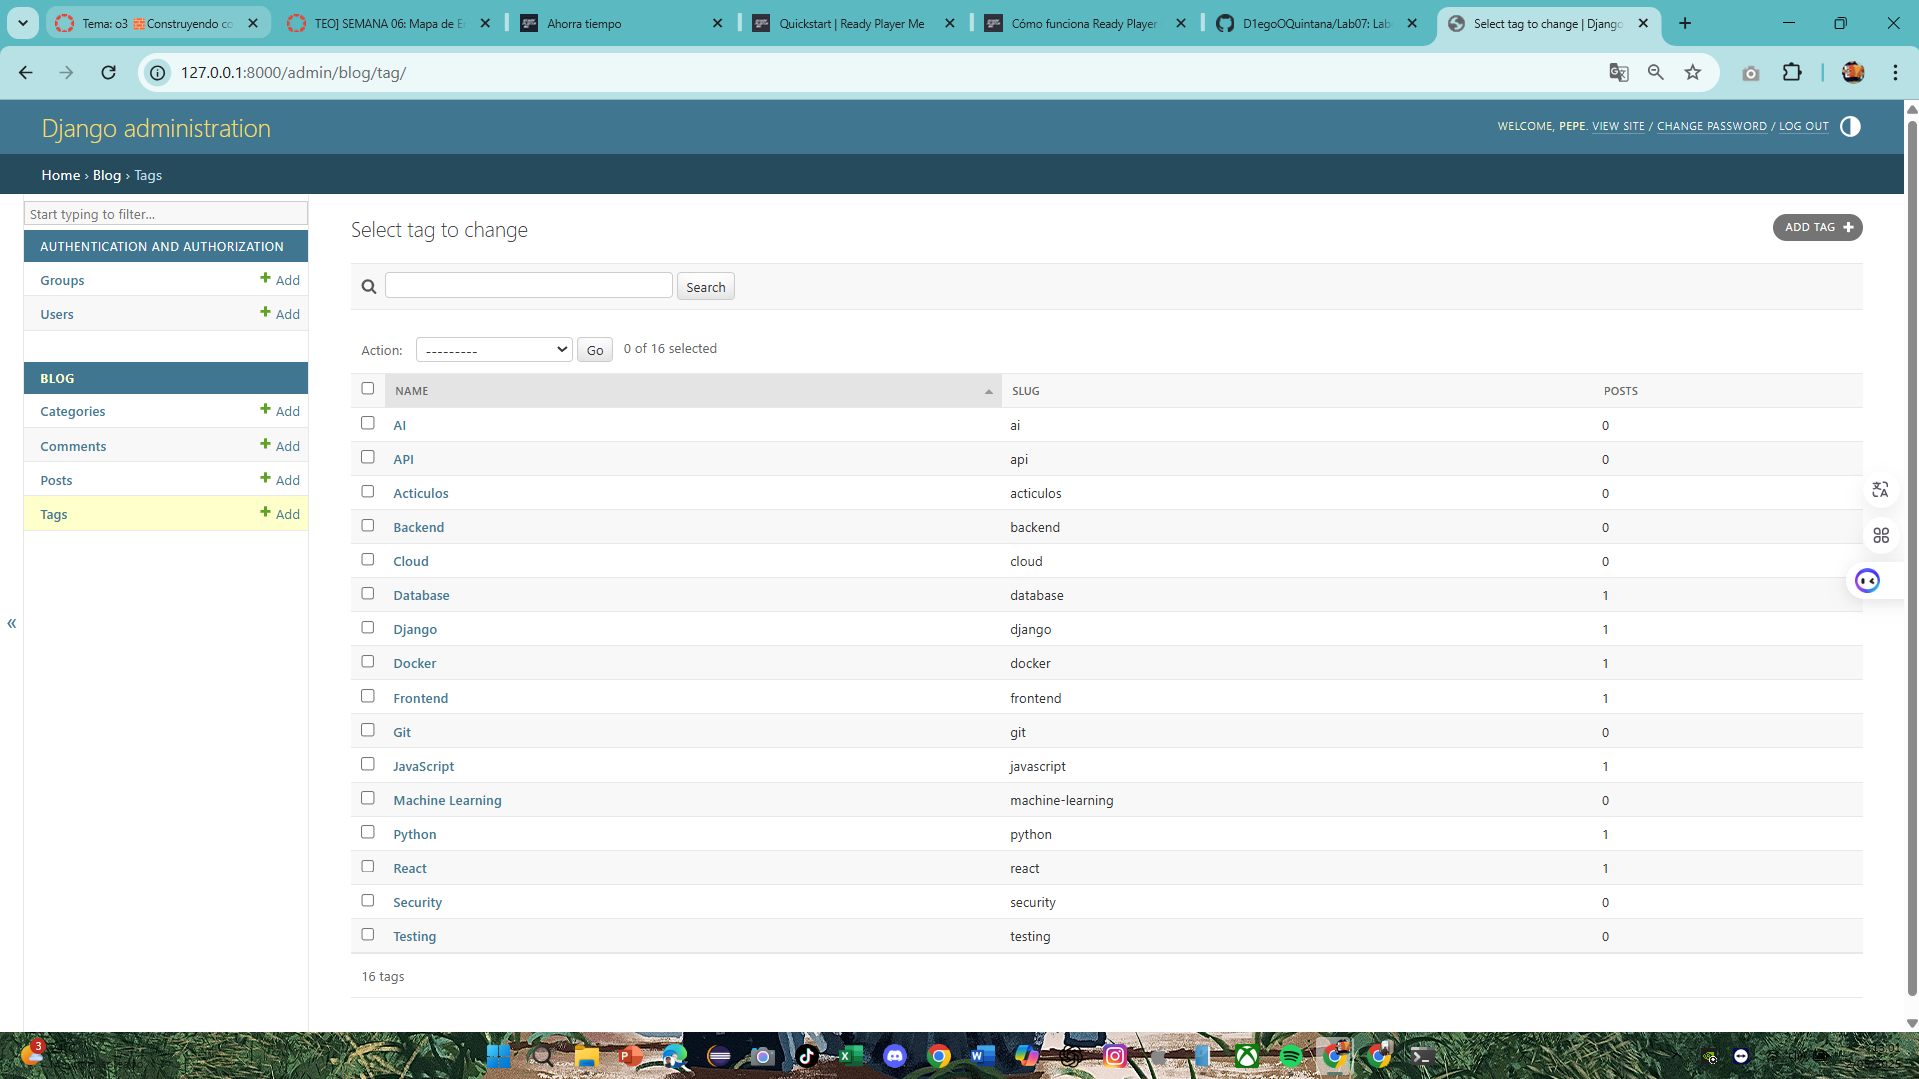 Tema: o3 🧱Construyendo co
TEO] SEMANA 06: Mapa de E
Ahorra tiempo
Quickstart | Ready Player Me
Cómo funciona Ready Player
D1egoOQuintana/Lab07: Lab
Select tag to change | Django
127.0.0.1:8000/admin/blog/tag/
Django administration
WELCOME, PEPE. VIEW SITE / CHANGE PASSWORD / LOG OUT
Home › Blog › Tags
Start typing to filter...
AUTHENTICATION AND AUTHORIZATION
Groups + Add
Users + Add
BLOG
Categories + Add
Comments + Add
Posts + Add
Tags + Add
«
Select tag to change
ADD TAG +
Search
Action: --------- Go 0 of 16 selected
NAME SLUG POSTS
AI ai 0
API api 0
Acticulos acticulos 0
Backend backend 0
Cloud cloud 0
Database database 1
Django django 1
Docker docker 1
Frontend frontend 1
Git git 0
JavaScript javascript 1
Machine Learning machine-learning 0
Python python 1
React react 1
Security security 0
Testing testing 0
16 tags
3